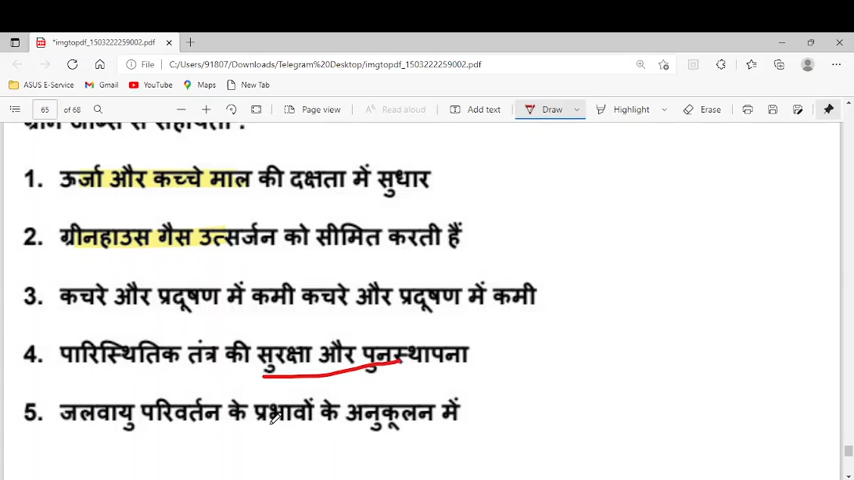 *imgtopdf_1503222259002.pdf
File C:/Users/91807/Downloads/Telegram%20Desktop/imgtopdf_1503222259002.pdf
ASUS E-Service Gmail YouTube Maps New Tab
65 of 68 Page view Read aloud Add text Draw Highlight Erase
1. ऊर्जा और कच्चे माल की दक्षता में सुधार
2. ग्रीनहाउस गैस उत्सर्जन को सीमित करती हैं
3. कचरे और प्रदूषण में कमी कचरे और प्रदूषण में कमी
4. पारिस्थितिक तंत्र की सुरक्षा और पुनस्थापना
5. जलवायु परिवर्तन के प्रभावों के अनुकूलन में